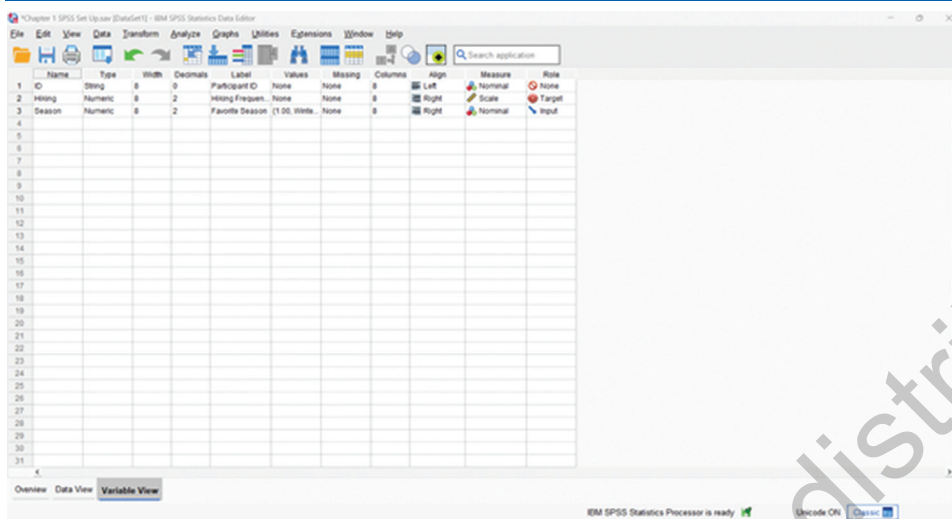 *Chapter 1 SPSS Set Up.sav [DataSet1] - IBM SPSS Statistics Data Editor
File Edit View Data Transform Analyze Graphs Utilities Extensions Window Help
Search application
Name Type Width Decimals Label Values Missing Columns Align Measure Role
1 ID String 8 0 Participant ID None None 8 Left Nominal None
2 Hiking Numeric 8 2 Hiking Frequen... None None 8 Right Scale Target
3 Season Numeric 8 2 Favorite Season {1.00, Winte... None 8 Right Nominal Input
4
5
6
7
8
9
10
11
12
13
14
15
16
17
18
19
20
21
22
23
24
25
26
27
28
29
30
31
Overview Data View Variable View
IBM SPSS Statistics Processor is ready Unicode:ON Classic
distri